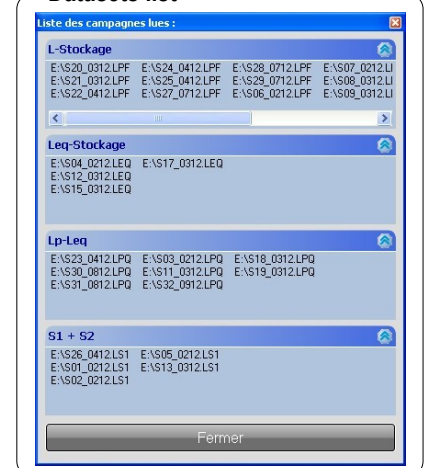 Datasets list
Liste des campagnes lues :
L-Stockage
E:\S20_0312.LPF E:\S24_0412.LPF E:\S28_0712.LPF E:\S07_0212.LI
E:\S21_0312.LPF E:\S25_0412.LPF E:\S29_0712.LPF E:\S08_0312.LI
E:\S22_0412.LPF E:\S27_0712.LPF E:\S06_0212.LPF E:\S09_0312.LI
Leq-Stockage
E:\S04_0212.LEQ E:\S17_0312.LEQ
E:\S12_0312.LEQ
E:\S15_0312.LEQ
Lp-Leq
E:\S23_0412.LPQ E:\S03_0212.LPQ E:\S18_0312.LPQ
E:\S30_0812.LPQ E:\S11_0312.LPQ E:\S19_0312.LPQ
E:\S31_0812.LPQ E:\S32_0912.LPQ
S1 + S2
E:\S26_0412.LS1 E:\S05_0212.LS1
E:\S01_0212.LS1 E:\S13_0312.LS1
E:\S02_0212.LS1
Fermer